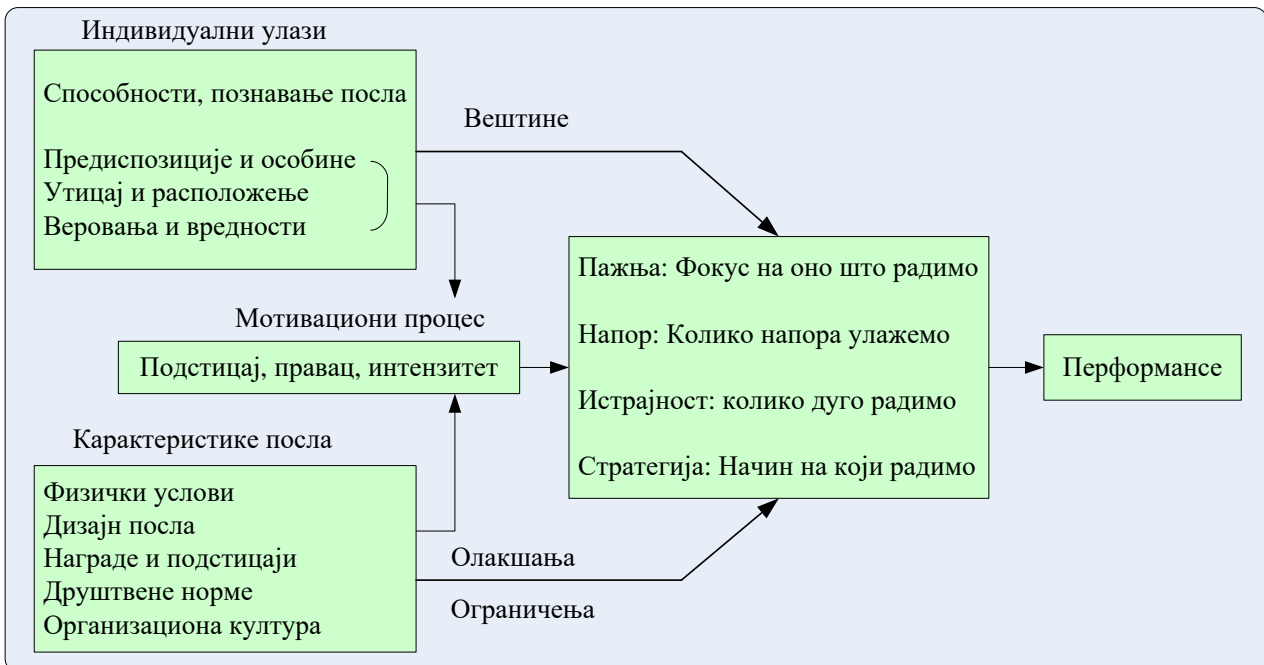 Индивидуални улази
Способности, познавање посла
Предиспозиције и особине
Утицај и расположење
Веровања и вредности
Вештине
Мотивациони процес
Подстицај, правац, интензитет
Карактеристике посла
Физички услови
Дизајн посла
Награде и подстицаји
Друштвене норме
Организациона култура
Олакшања
Ограничења
Пажња: Фокус на оно што радимо
Напор: Колико напора улажемо
Истрајност: колико дуго радимо
Стратегија: Начин на који радимо
Перформансе